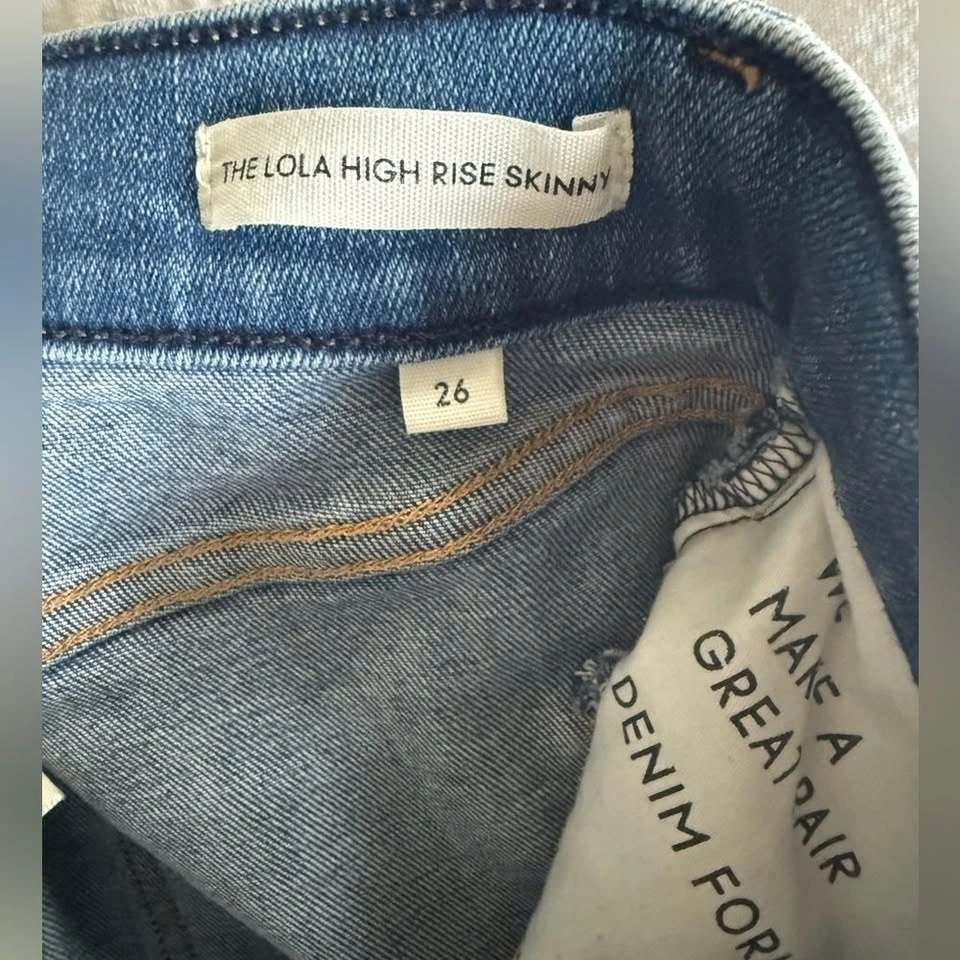 THE LOLA HIGH RISE SKINNY
26
MAKE A
GREAT PAIR
DENIM FOR